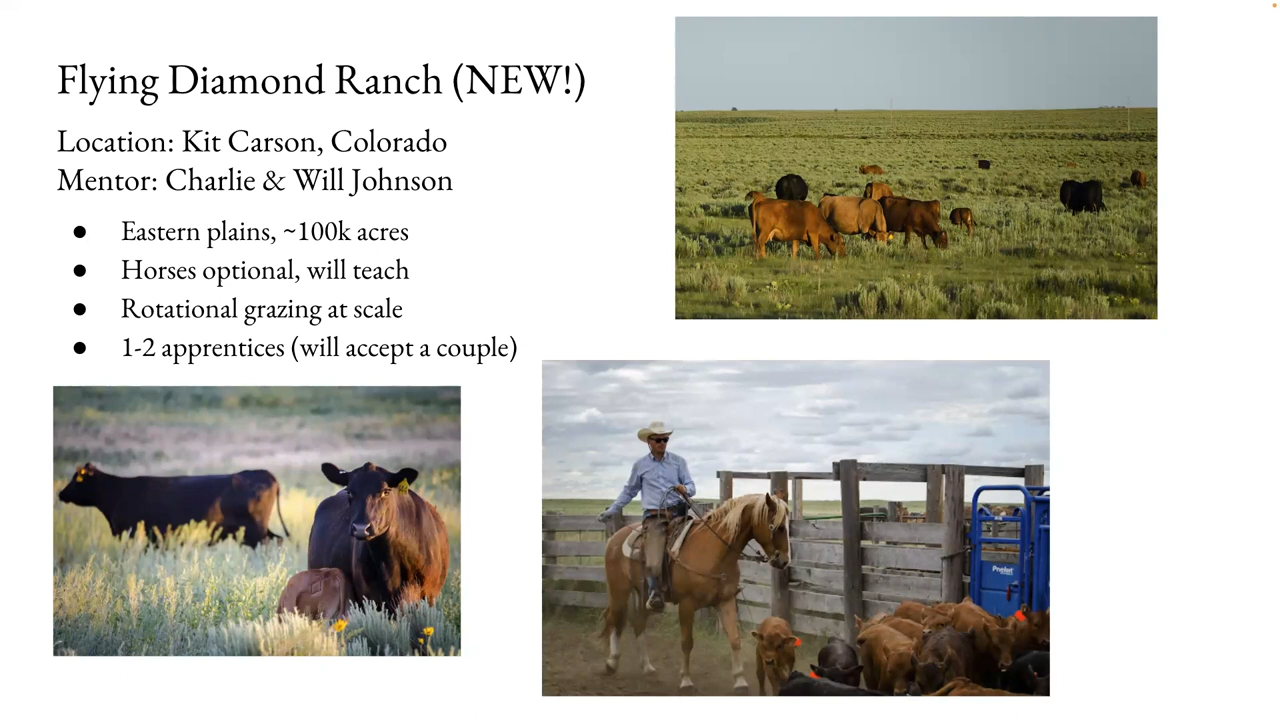 Flying Diamond Ranch (NEW!)
Location: Kit Carson, Colorado
Mentor: Charlie & Will Johnson
● Eastern plains, ~100k acres
● Horses optional, will teach
● Rotational grazing at scale
● 1-2 apprentices (will accept a couple)
Priefert